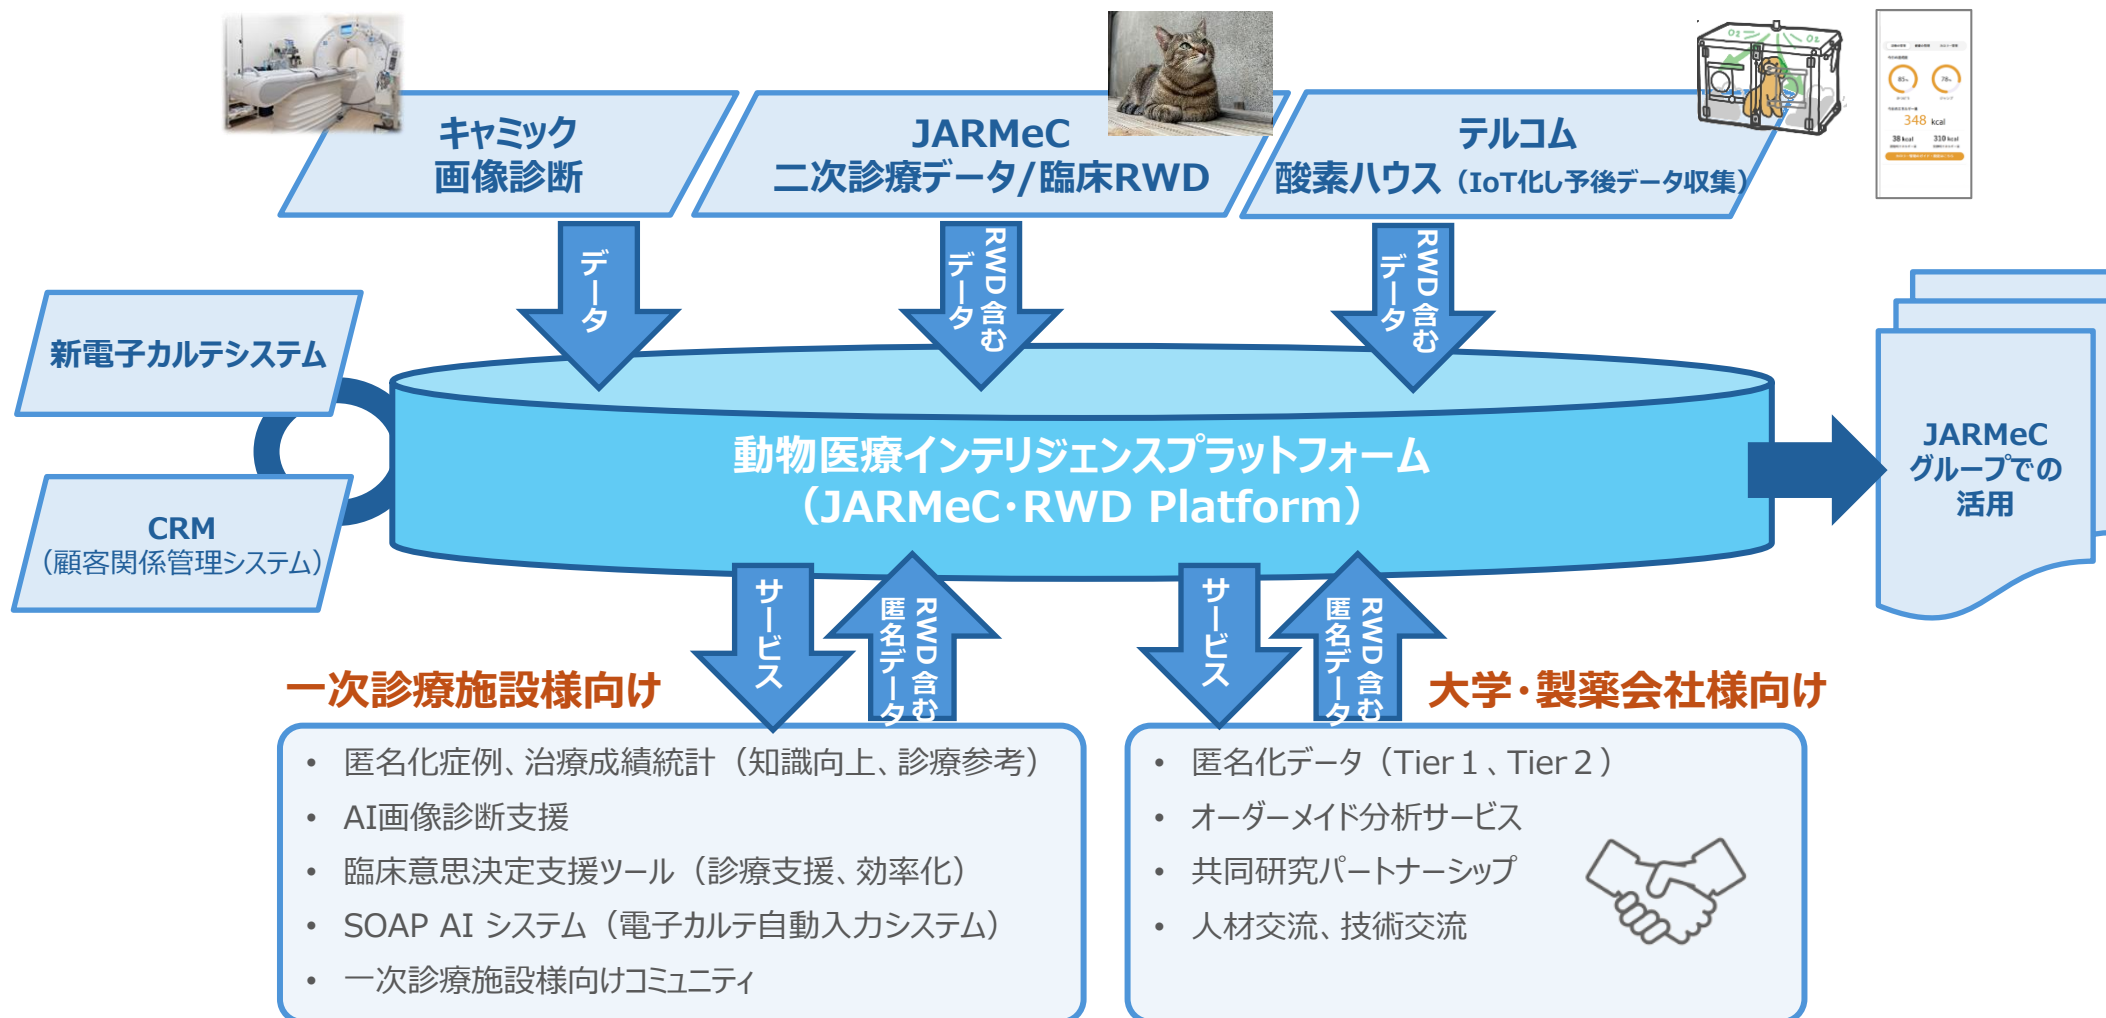 キャミック
画像診断
JARMeC
二次診療データ/臨床RWD
テルコム
酸素ハウス（IoT化し予後データ収集）
O2
O2
85%
78%
348 kcal
38 kcal
310 kcal
データ
RWD含む
データ
RWD含む
データ
新電子カルテシステム
CRM
（顧客関係管理システム）
動物医療インテリジェンスプラットフォーム
（JARMeC・RWD Platform）
JARMeC
グループでの
活用
サービス
RWD含む
匿名データ
サービス
RWD含む
匿名データ
一次診療施設様向け
• 匿名化症例、治療成績統計（知識向上、診療参考）
• AI画像診断支援
• 臨床意思決定支援ツール（診療支援、効率化）
• SOAP AI システム（電子カルテ自動入力システム）
• 一次診療施設様向けコミュニティ
大学・製薬会社様向け
• 匿名化データ（Tier１、Tier２）
• オーダーメイド分析サービス
• 共同研究パートナーシップ
• 人材交流、技術交流